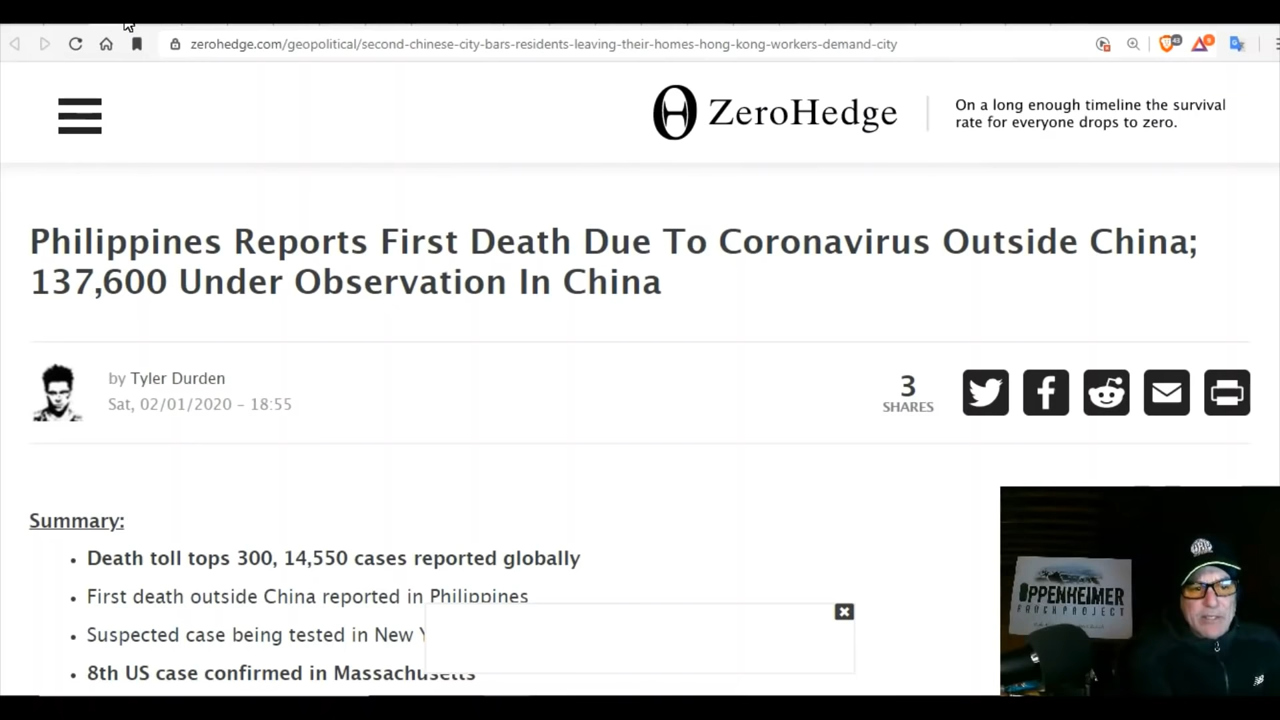 zerohedge.com/geopolitical/second-chinese-city-bars-residents-leaving-their-homes-hong-kong-workers-demand-city
ZeroHedge
On a long enough timeline the survival
rate for everyone drops to zero.
Philippines Reports First Death Due To Coronavirus Outside China;
137,600 Under Observation In China
by Tyler Durden
Sat, 02/01/2020 – 18:55
3
SHARES
Summary:
• Death toll tops 300, 14,550 cases reported globally
• First death outside China reported in Philippines
• Suspected case being tested in New
• 8th US case confirmed in Massachusetts
OPPENHEIMER